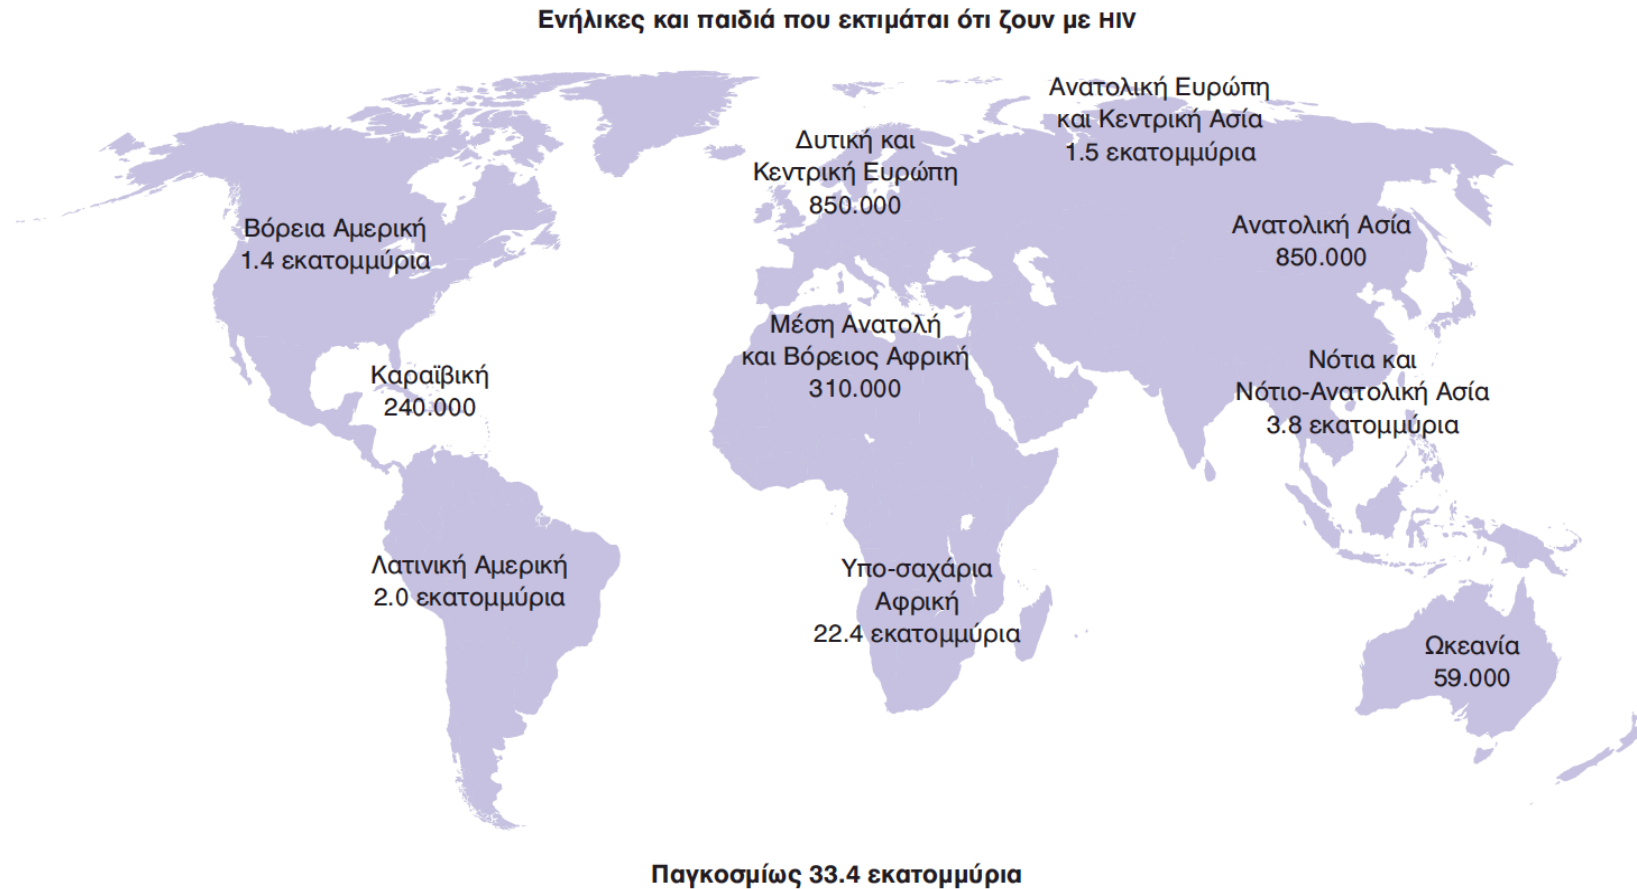 Ενήλικες και παιδιά που εκτιμάται ότι ζουν με HIV
Ανατολική Ευρώπη
και Κεντρική Ασία
1.5 εκατομμύρια
Δυτική και
Κεντρική Ευρώπη
850.000
Βόρεια Αμερική
1.4 εκατομμύρια
Ανατολική Ασία
850.000
Μέση Ανατολή
και Βόρειος Αφρική
310.000
Καραϊβική
240.000
Νότια και
Νότιο-Ανατολική Ασία
3.8 εκατομμύρια
Λατινική Αμερική
2.0 εκατομμύρια
Υπο-σαχάρια
Αφρική
22.4 εκατομμύρια
Ωκεανία
59.000
Παγκοσμίως 33.4 εκατομμύρια